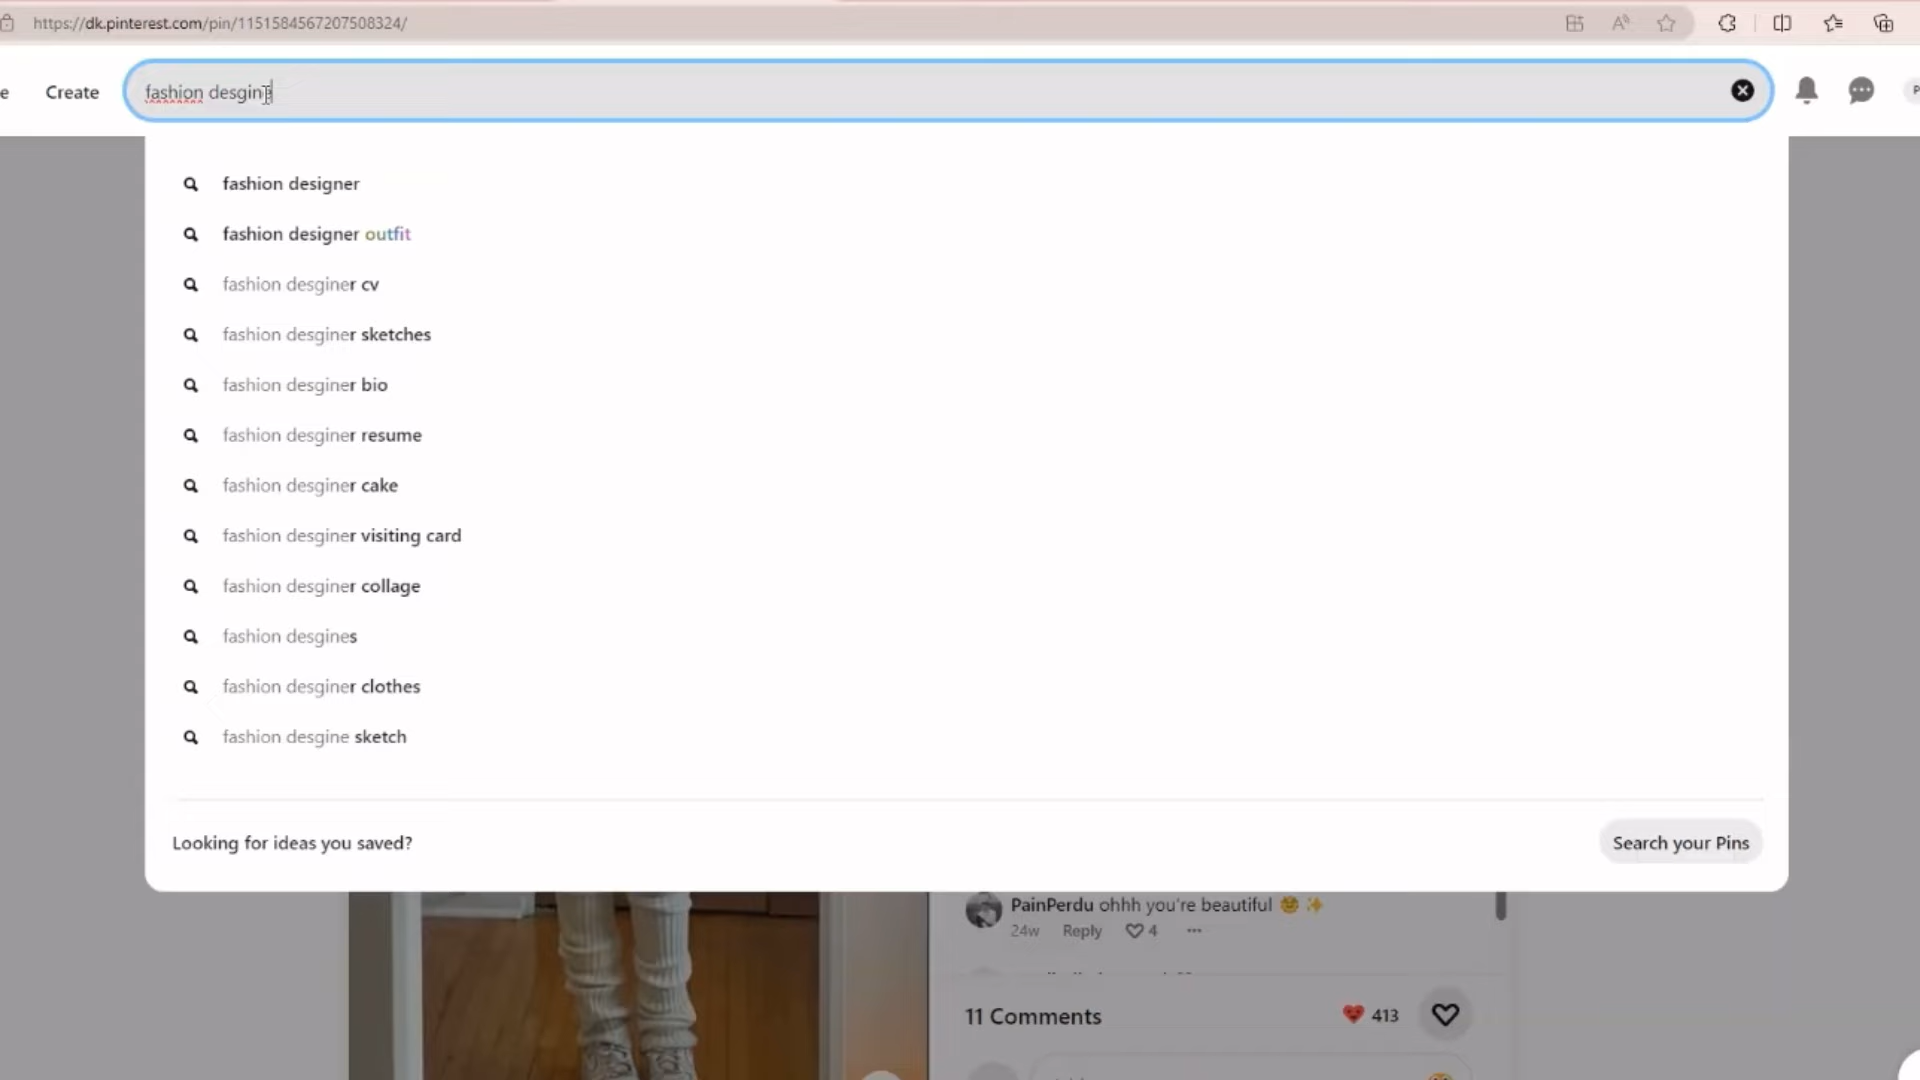 https://dk.pinterest.com/pin/1151584567207508324/
e
Create
fashion desgine
fashion designer
fashion designer outfit
fashion desginer cv
fashion desginer sketches
fashion desginer bio
fashion desginer resume
fashion desginer cake
fashion desginer visiting card
fashion desginer collage
fashion desgines
fashion desginer clothes
fashion desgine sketch
Looking for ideas you saved?
Search your Pins
PainPerdu ohhh you're beautiful
24w Reply 4
11 Comments
413